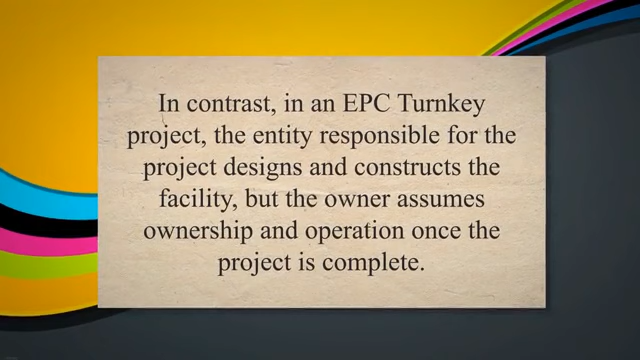 In contrast, in an EPC Turnkey
project, the entity responsible for the
project designs and constructs the
facility, but the owner assumes
ownership and operation once the
project is complete.